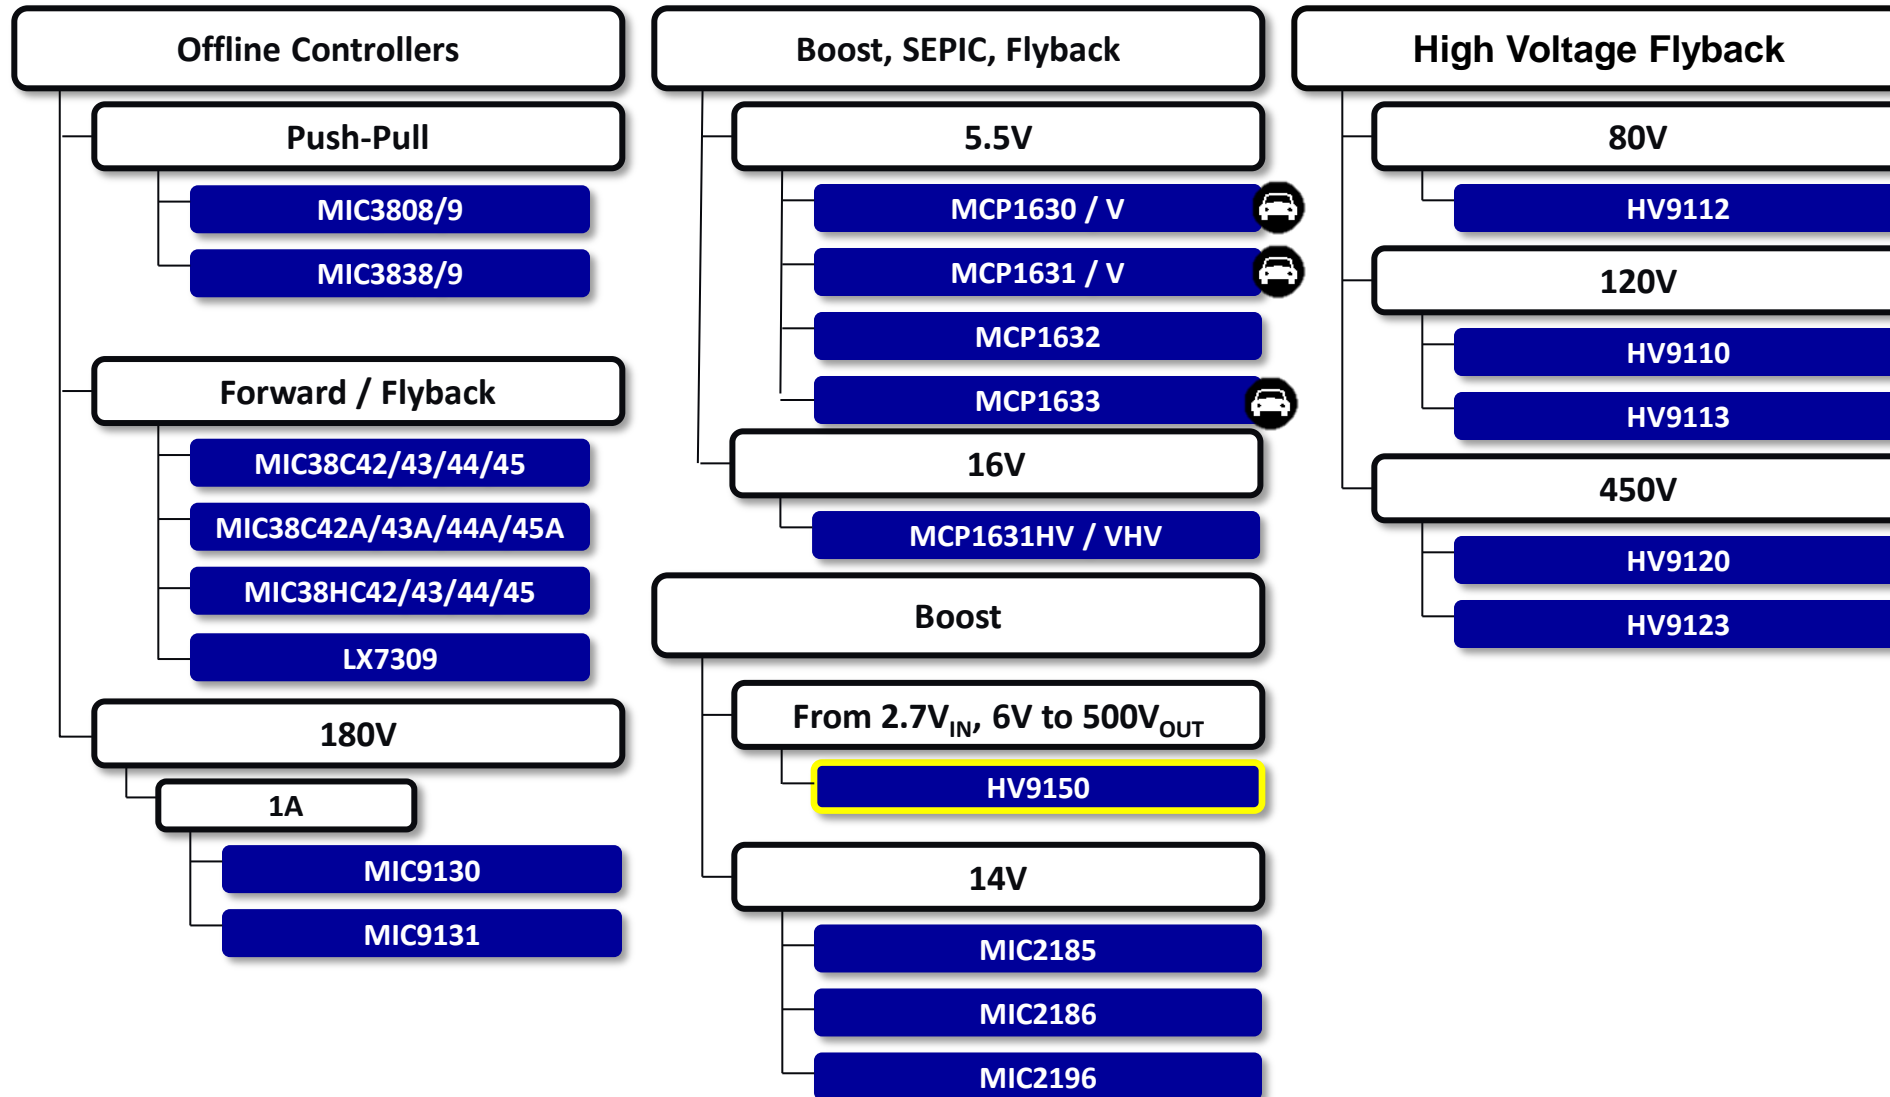 Offline Controllers
Push-Pull
MIC3808/9
MIC3838/9
Forward / Flyback
MIC38C42/43/44/45
MIC38C42A/43A/44A/45A
MIC38HC42/43/44/45
LX7309
180V
1A
MIC9130
MIC9131
Boost, SEPIC, Flyback
5.5V
MCP1630 / V
MCP1631 / V
MCP1632
MCP1633
16V
MCP1631HV / VHV
Boost
From 2.7VIN, 6V to 500VOUT
HV9150
14V
MIC2185
MIC2186
MIC2196
High Voltage Flyback
80V
HV9112
120V
HV9110
HV9113
450V
HV9120
HV9123